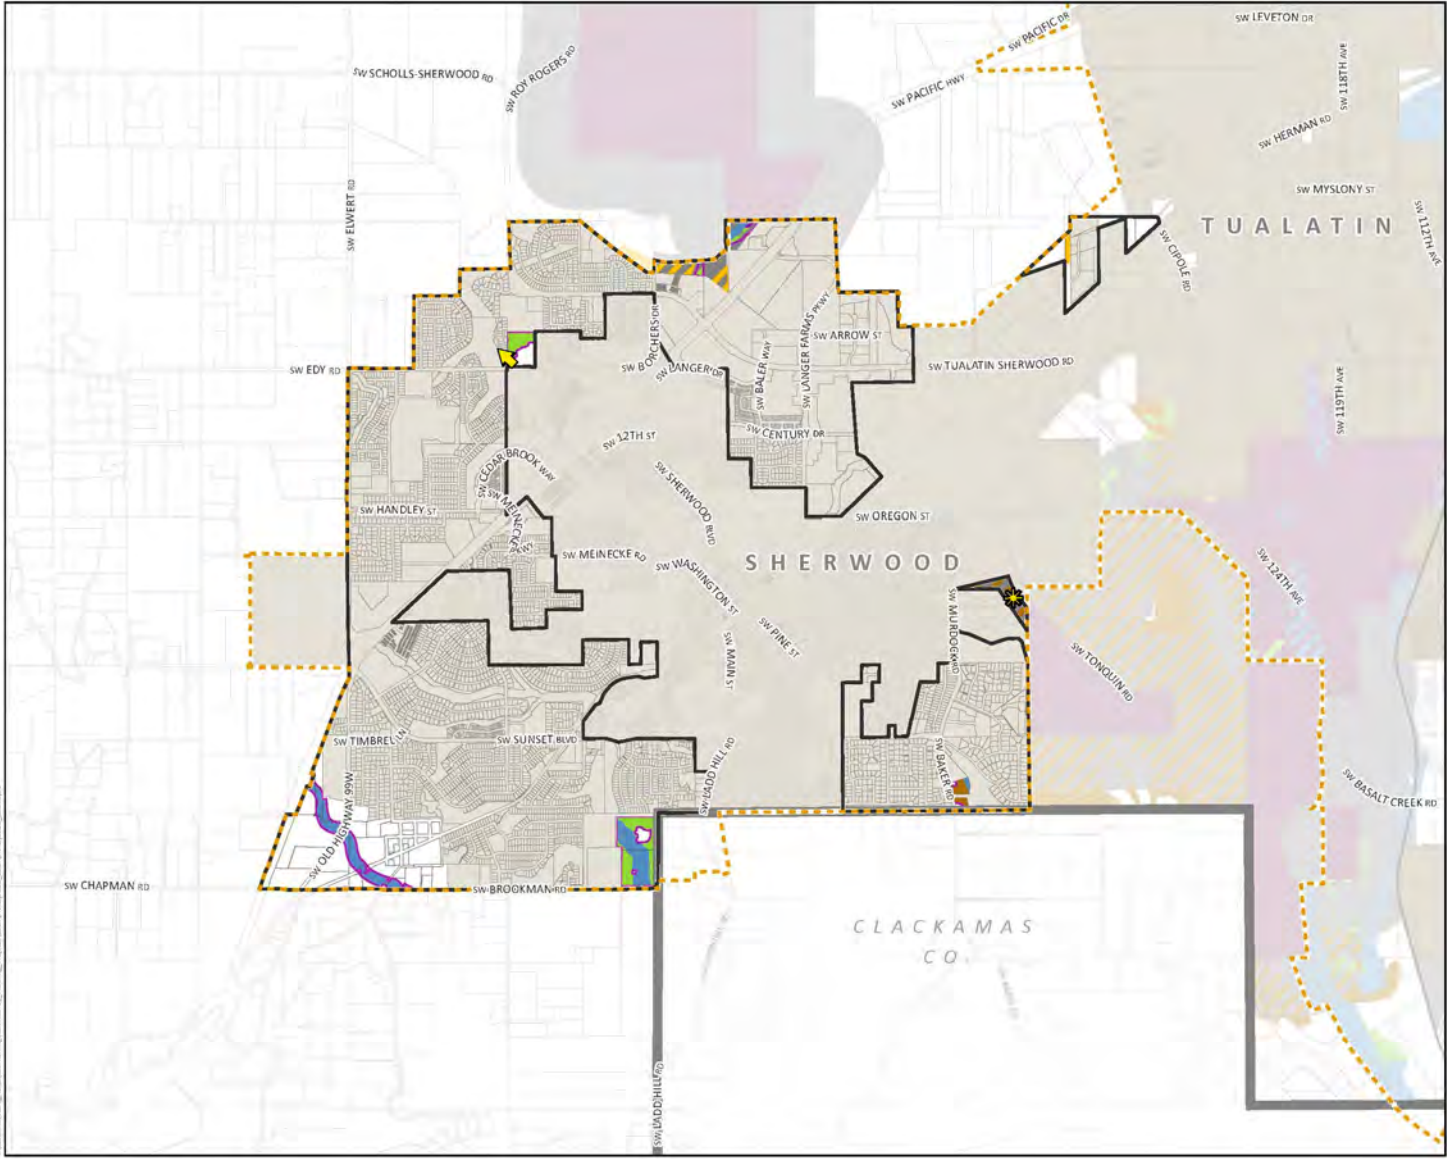 SW LEVETON DR
SW PACIFIC DR
SW SCHOLLS-SHERWOOD RD
SW ROY ROGERS RD
SW PACIFIC HWY
SW 118TH AVE
SW HERMAN RD
SW MYSLONY ST
SW ELWERT RD
TUALATIN
SW 112TH AVE
SW CIPOLE RD
SW BORCHERS DR
SW LANGER FARMS PKWY
SW ARROW ST
SW EDY RD
SW LANGER DR
SW BALER WAY
SW TUALATIN SHERWOOD RD
SW 119TH AVE
SW 12TH ST
SW CENTURY DR
SW CEDAR BROOK WAY
SW SHERWOOD BLVD
SW HANDLEY ST
SW MEINECKE PKWY
SW OREGON ST
SW MEINECKE RD
SHERWOOD
SW WASHINGTON ST
SW 124TH AVE
SW MURDOCK RD
SW PINE ST
SW MAIN ST
SW TONQUIN RD
SW TIMBREL LN
SW SUNSET BLVD
SW LADD HILL RD
SW BAKER RD
SW BASALT CREEK RD
SW OLD HIGHWAY 99W
SW CHAPMAN RD
SW BROOKMAN RD
CLACKAMAS
CO.
SW LADD HILL RD